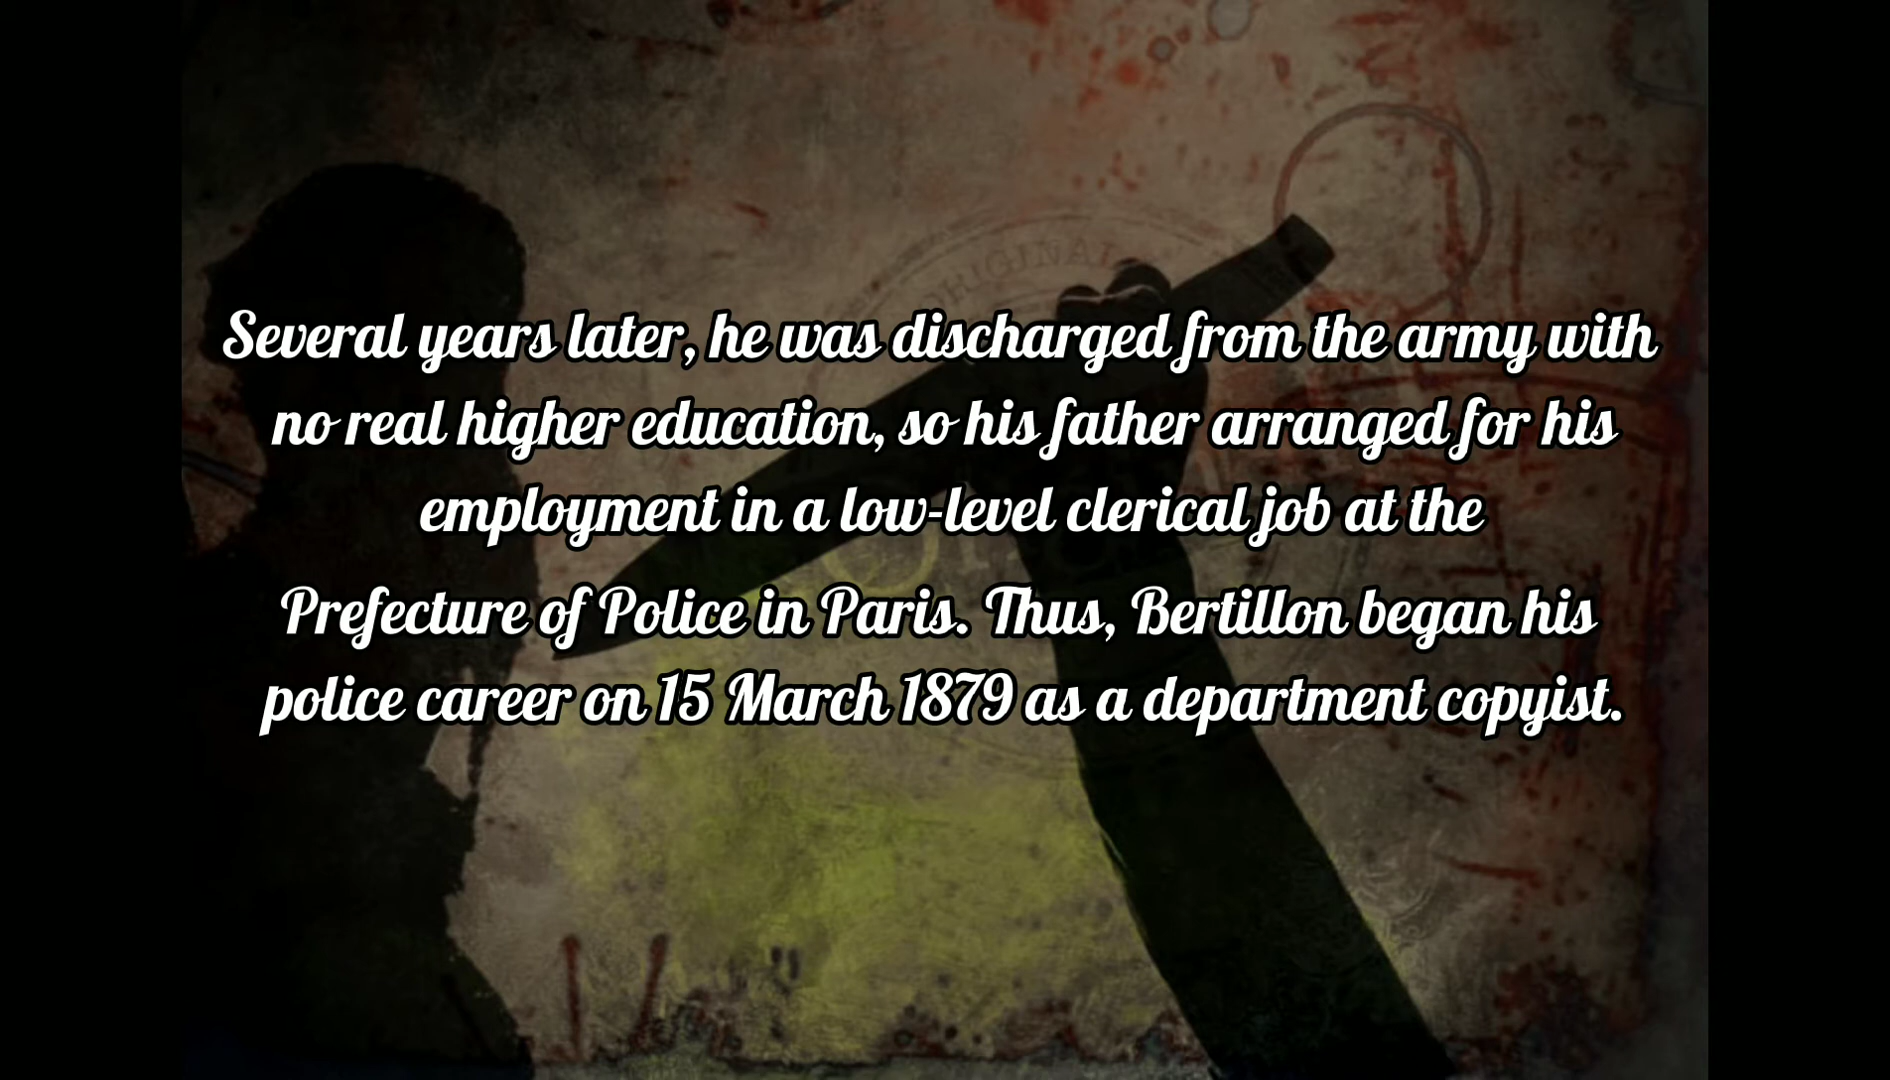 ORIGINAL
Several years later, he was discharged from the army with
no real higher education, so his father arranged for his
employment in a low-level clerical job at the
Prefecture of Police in Paris. Thus, Bertillon began his
police career on 15 March 1879 as a department copyist.